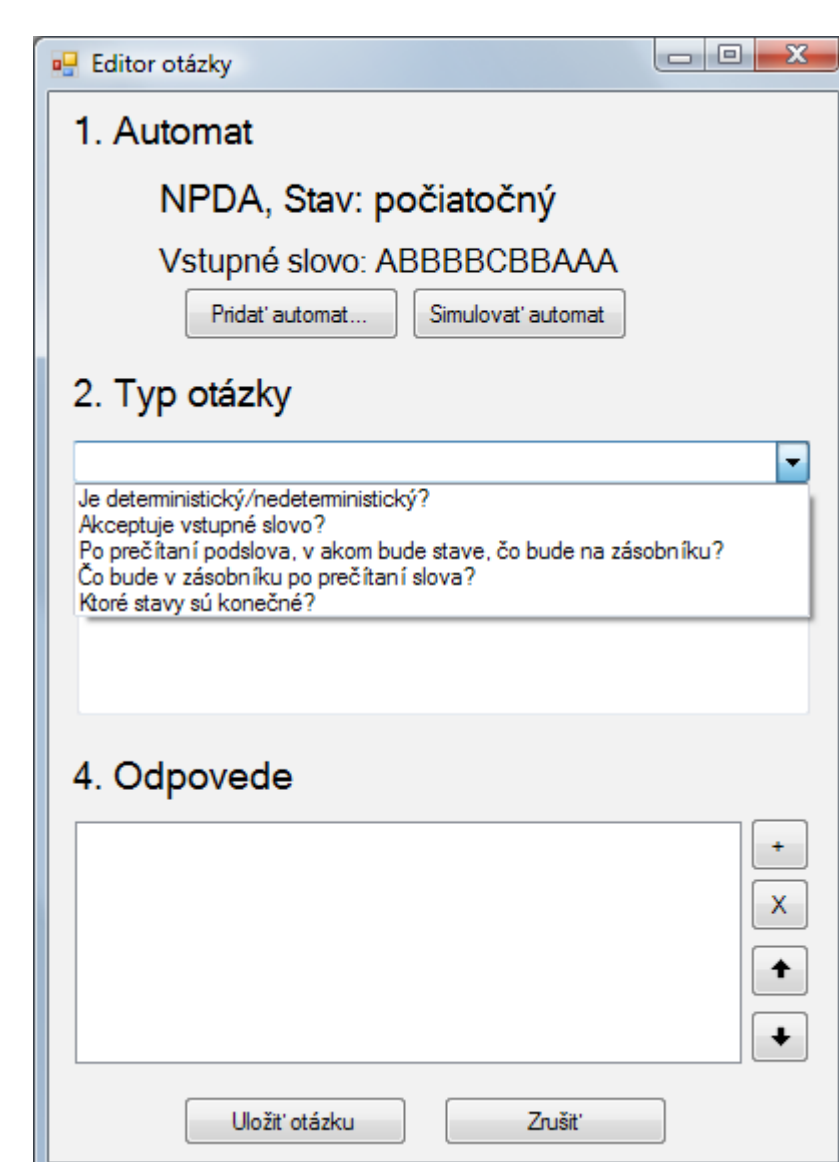 Editor otázky
1. Automat
NPDA, Stav: počiatočný
Vstupné slovo: ABBBBCBBAAA
Pridať automat... Simulovať automat
2. Typ otázky
Je deterministický/nedeterministický?
Akceptuje vstupné slovo?
Po prečítaní podslova, v akom bude stave, čo bude na zásobníku?
Čo bude v zásobníku po prečítaní slova?
Ktoré stavy sú konečné?
4. Odpovede
+
X
Uložiť otázku Zrušiť